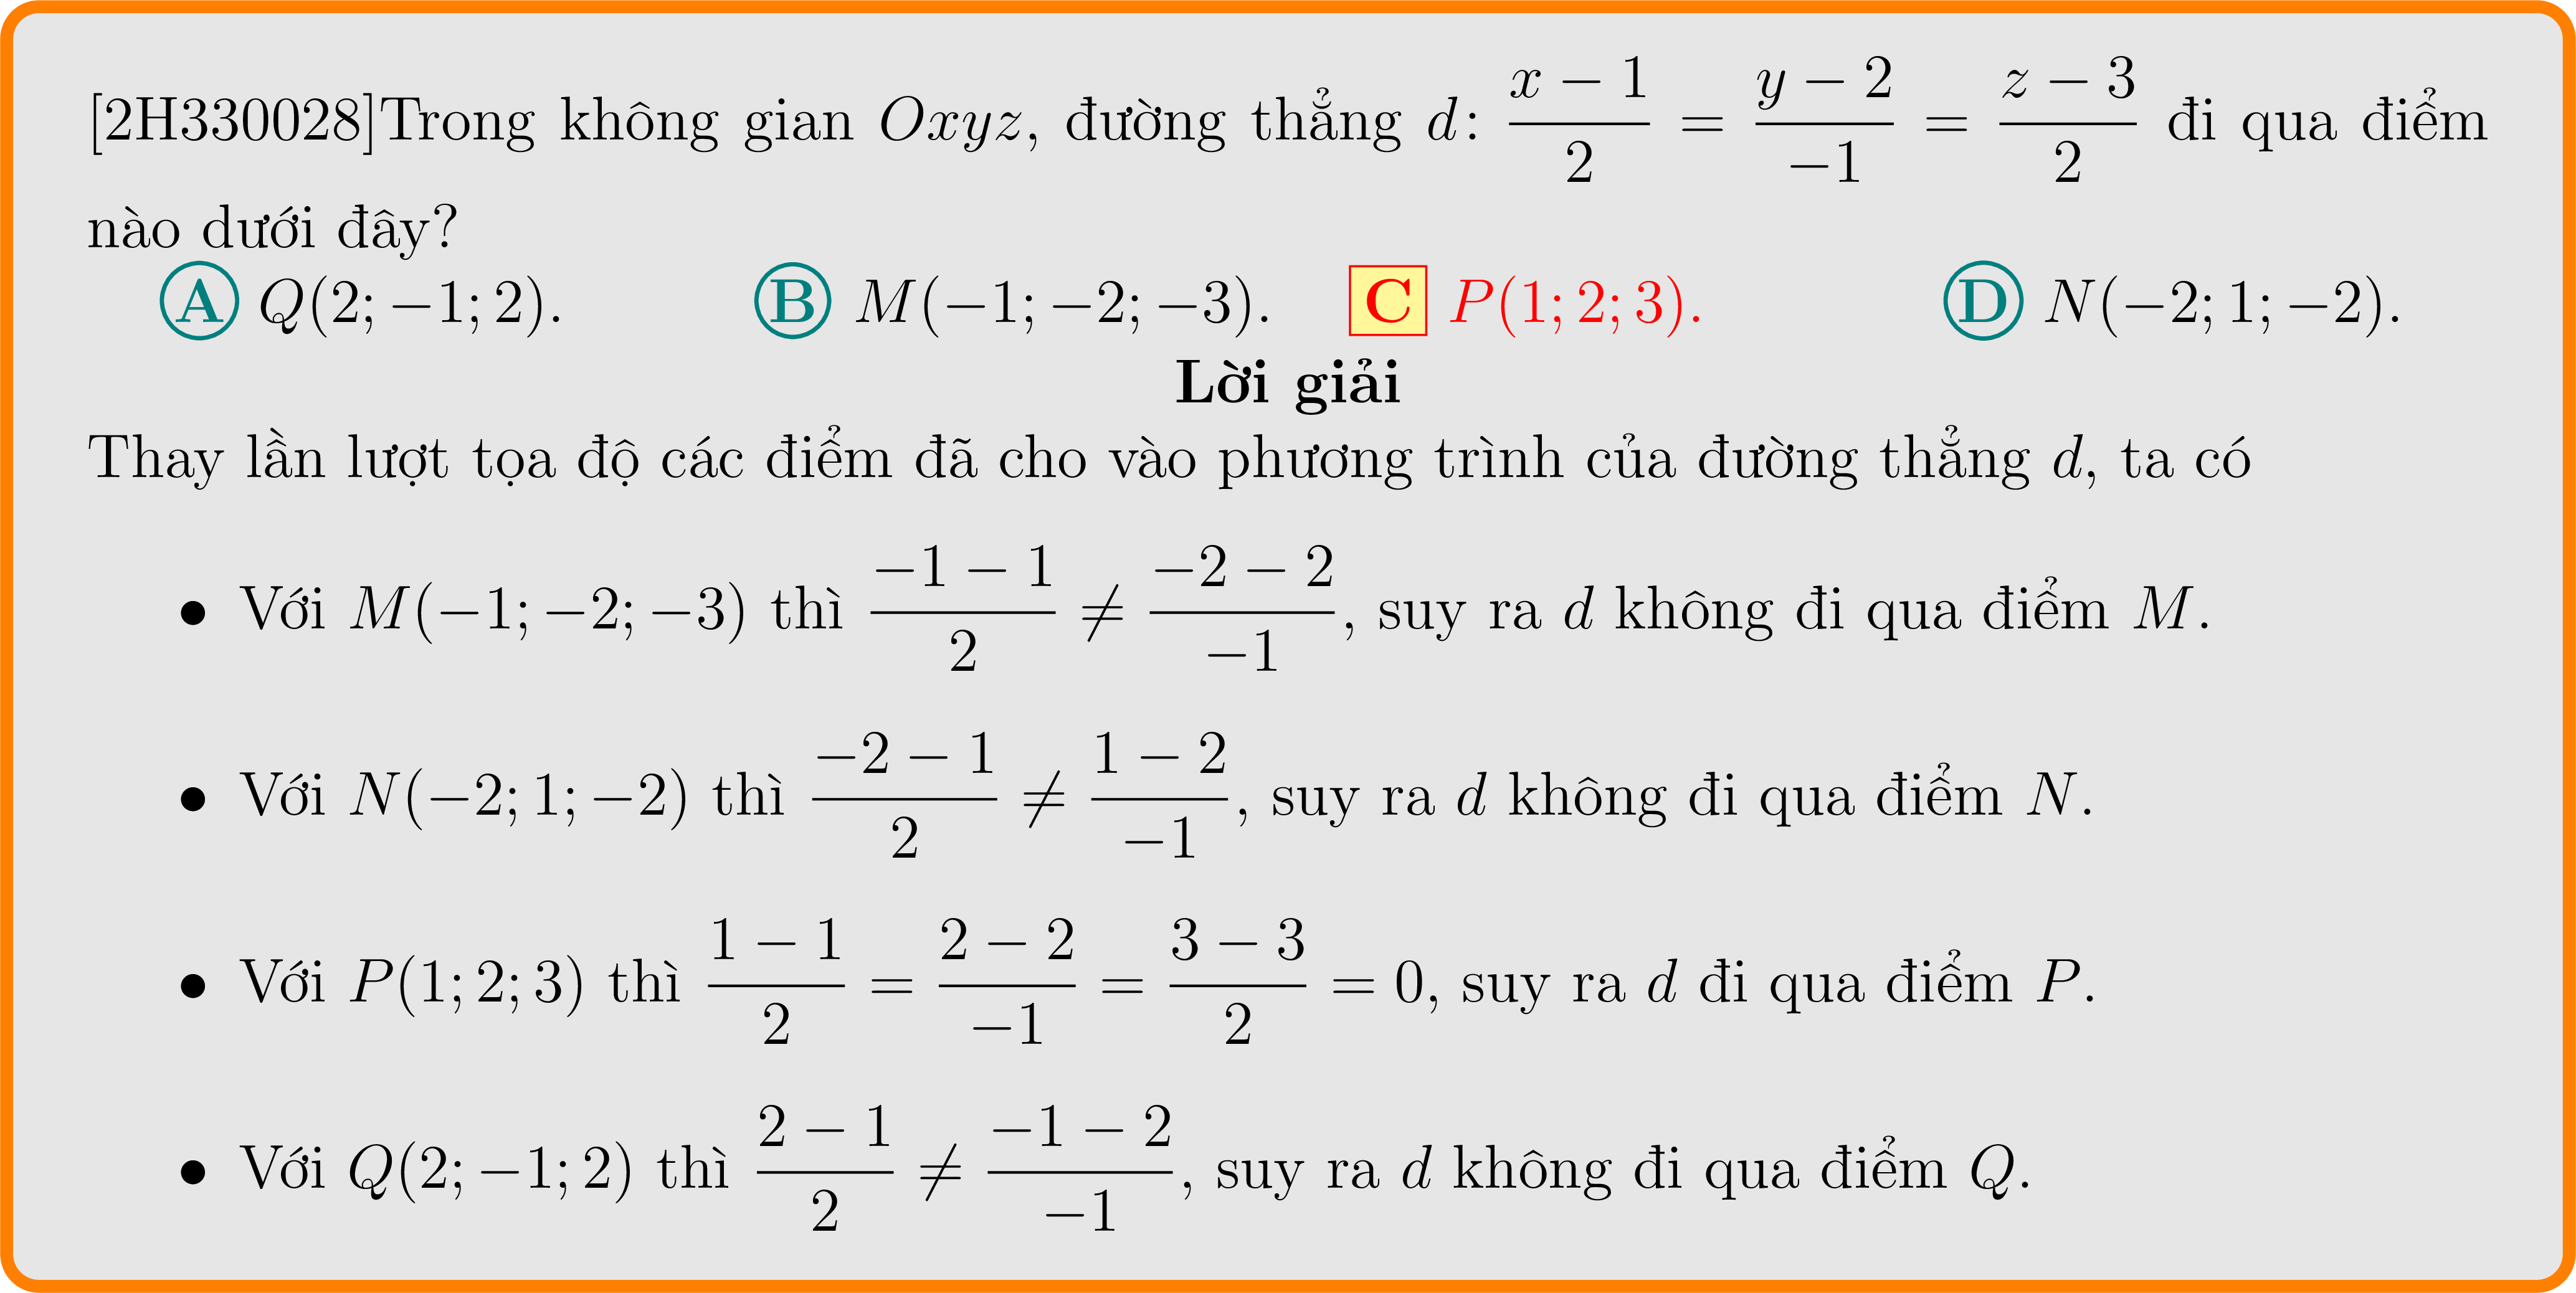 [2H330028]Trong không gian Oxyz, đường thẳng d: \frac{x − 1}{2} = \frac{y − 2}{−1} = \frac{z − 3}{2} đi qua điểm
nào dưới đây?
A Q(2; −1; 2). B M(−1; −2; −3). C P(1; 2; 3). D N(−2; 1; −2).
Lời giải
Thay lần lượt tọa độ các điểm đã cho vào phương trình của đường thẳng d, ta có
• Với M(−1; −2; −3) thì \frac{−1 − 1}{2} ≠ \frac{−2 − 2}{−1}, suy ra d không đi qua điểm M.
• Với N(−2; 1; −2) thì \frac{−2 − 1}{2} ≠ \frac{1 − 2}{−1}, suy ra d không đi qua điểm N.
• Với P(1; 2; 3) thì \frac{1 − 1}{2} = \frac{2 − 2}{−1} = \frac{3 − 3}{2} = 0, suy ra d đi qua điểm P.
• Với Q(2; −1; 2) thì \frac{2 − 1}{2} ≠ \frac{−1 − 2}{−1}, suy ra d không đi qua điểm Q.